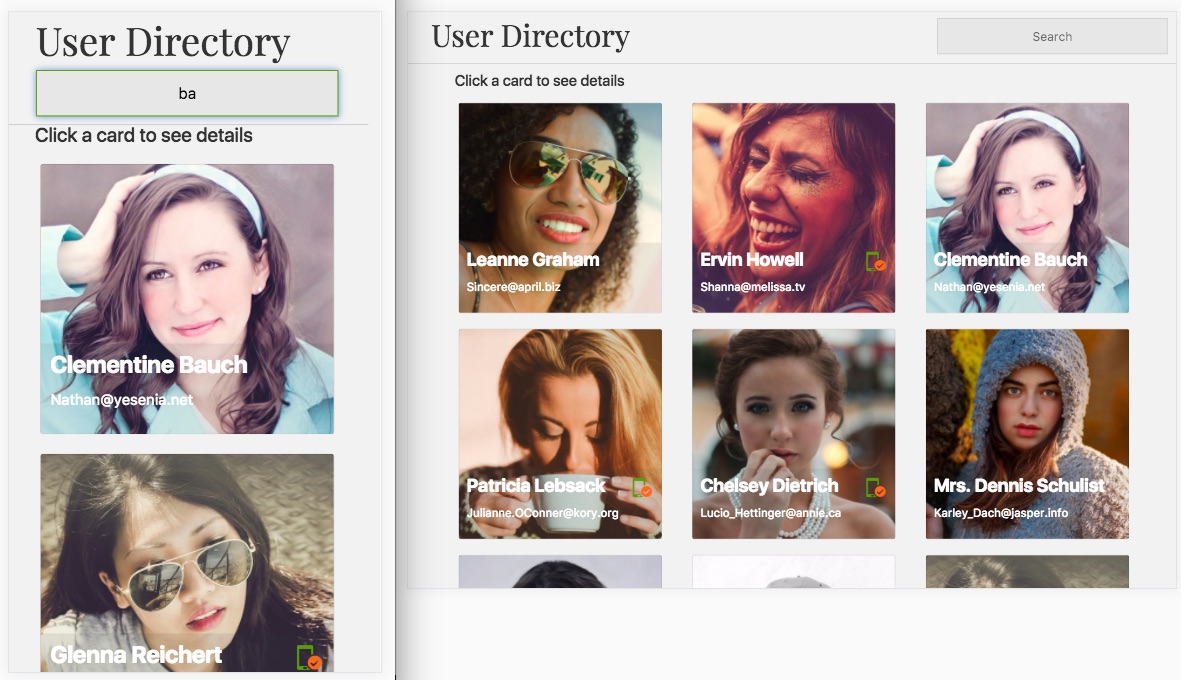 User Directory
ba
Click a card to see details
Clementine Bauch
Nathan@yesenia.net
Glenna Reichert
User Directory
Search
Click a card to see details
Leanne Graham
Sincere@april.biz
Ervin Howell
Shanna@melissa.tv
Clementine Bauch
Nathan@yesenia.net
Patricia Lebsack
Julianne.OConner@kory.org
Chelsey Dietrich
Lucio_Hettinger@annie.ca
Mrs. Dennis Schulist
Karley_Dach@jasper.info